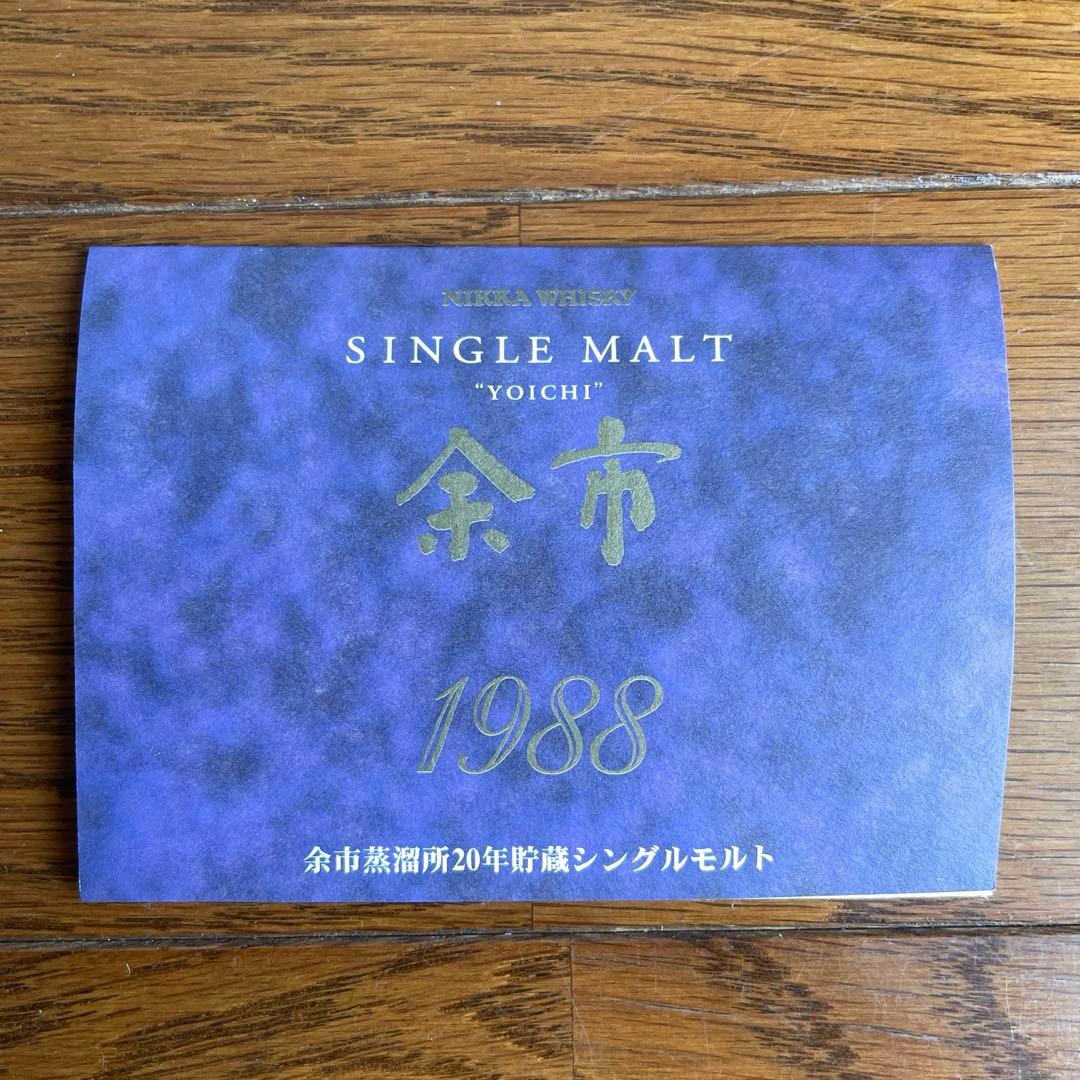 NIKKA WHISKY
SINGLE MALT
“YOICHI”
余市
1988
余市蒸溜所20年貯蔵シングルモルト